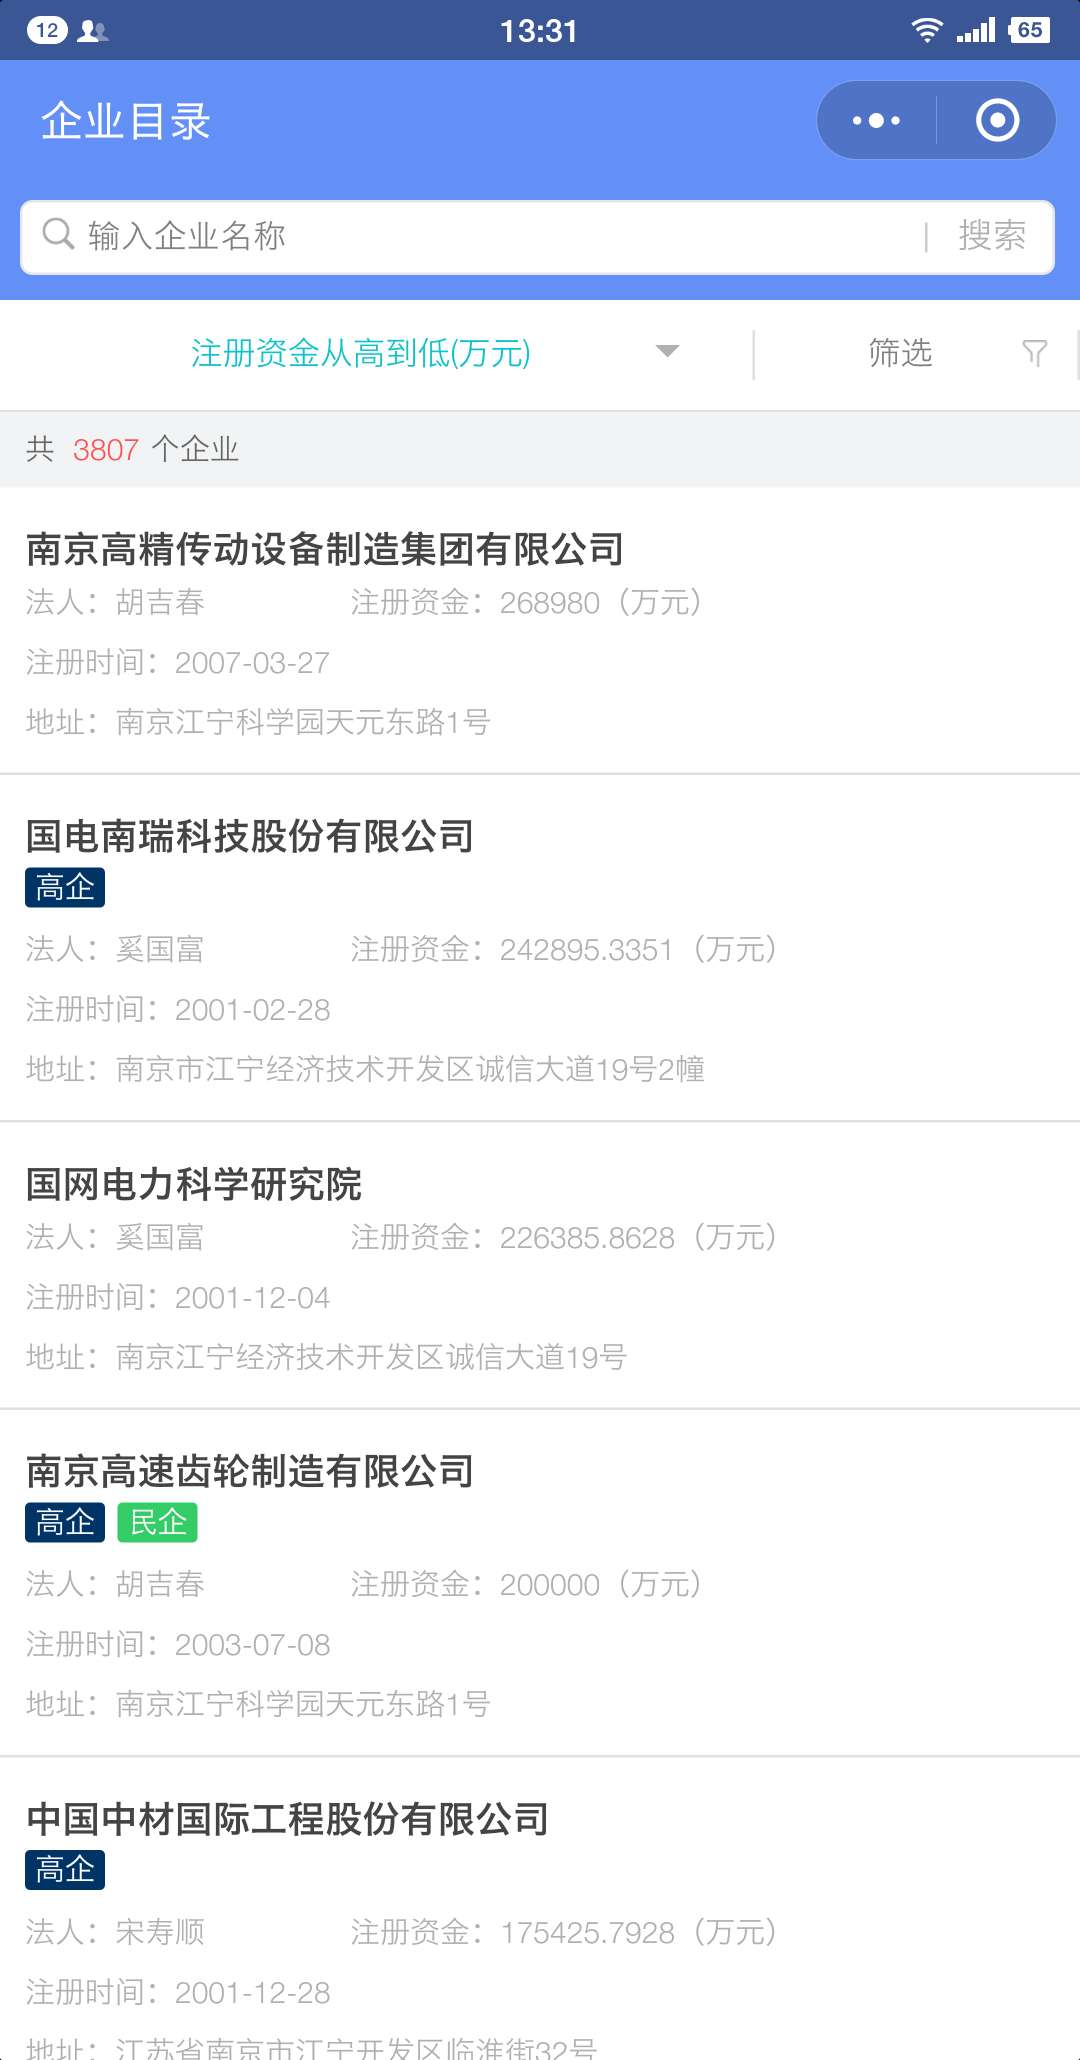 12
13:31
65
企业目录
输入企业名称 | 搜索
注册资金从高到低(万元) 筛选
共 3807 个企业
南京高精传动设备制造集团有限公司
法人：胡吉春 注册资金：268980（万元）
注册时间：2007-03-27
地址：南京江宁科学园天元东路1号
国电南瑞科技股份有限公司
高企
法人：奚国富 注册资金：242895.3351（万元）
注册时间：2001-02-28
地址：南京市江宁经济技术开发区诚信大道19号2幢
国网电力科学研究院
法人：奚国富 注册资金：226385.8628（万元）
注册时间：2001-12-04
地址：南京江宁经济技术开发区诚信大道19号
南京高速齿轮制造有限公司
高企 民企
法人：胡吉春 注册资金：200000（万元）
注册时间：2003-07-08
地址：南京江宁科学园天元东路1号
中国中材国际工程股份有限公司
高企
法人：宋寿顺 注册资金：175425.7928（万元）
注册时间：2001-12-28
地址：江苏省南京市江宁开发区临淮街32号